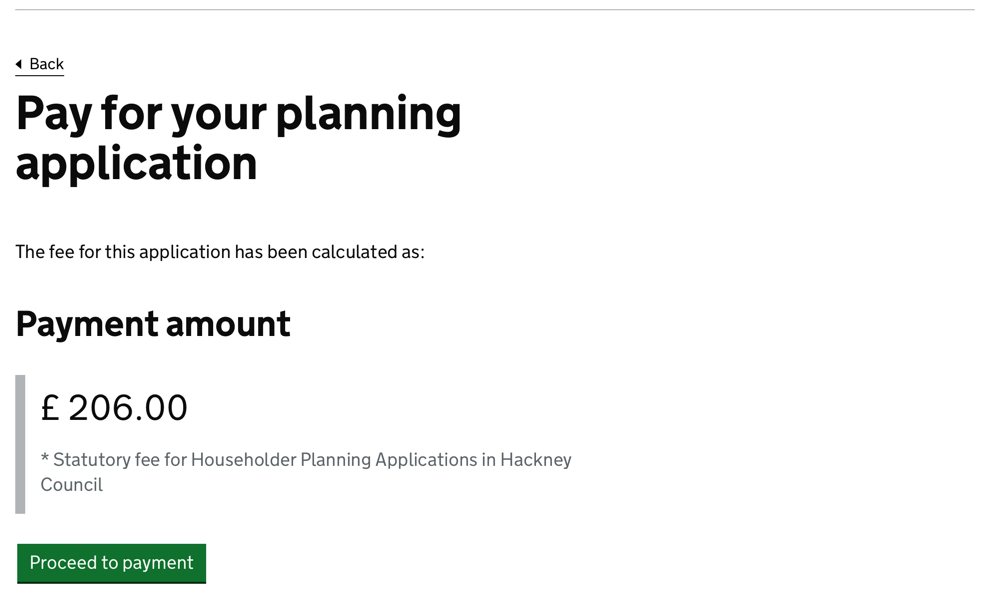 Back
Pay for your planning
application
The fee for this application has been calculated as:
Payment amount
£ 206.00
* Statutory fee for Householder Planning Applications in Hackney
Council
Proceed to payment